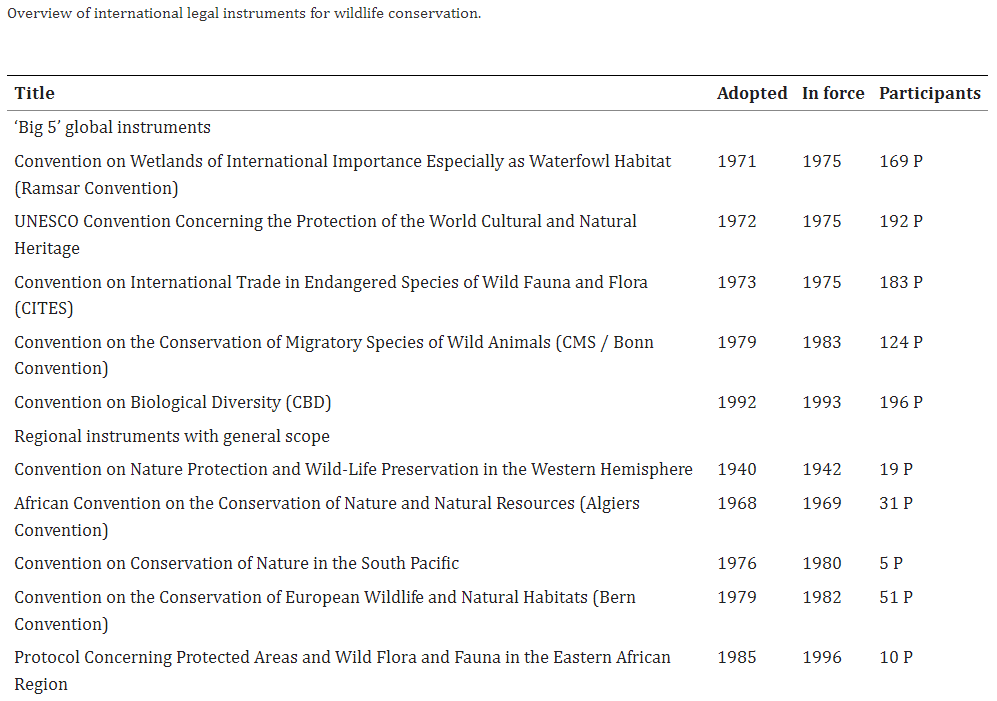 Overview of international legal instruments for wildlife conservation.
Title Adopted In force Participants
‘Big 5’ global instruments
Convention on Wetlands of International Importance Especially as Waterfowl Habitat 1971 1975 169 P
(Ramsar Convention)
UNESCO Convention Concerning the Protection of the World Cultural and Natural 1972 1975 192 P
Heritage
Convention on International Trade in Endangered Species of Wild Fauna and Flora 1973 1975 183 P
(CITES)
Convention on the Conservation of Migratory Species of Wild Animals (CMS / Bonn 1979 1983 124 P
Convention)
Convention on Biological Diversity (CBD) 1992 1993 196 P
Regional instruments with general scope
Convention on Nature Protection and Wild-Life Preservation in the Western Hemisphere 1940 1942 19 P
African Convention on the Conservation of Nature and Natural Resources (Algiers 1968 1969 31 P
Convention)
Convention on Conservation of Nature in the South Pacific 1976 1980 5 P
Convention on the Conservation of European Wildlife and Natural Habitats (Bern 1979 1982 51 P
Convention)
Protocol Concerning Protected Areas and Wild Flora and Fauna in the Eastern African 1985 1996 10 P
Region